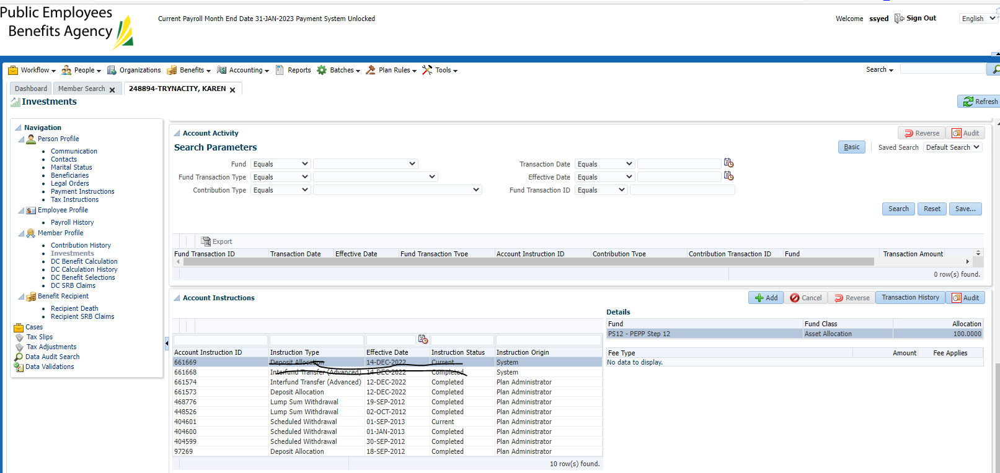 Public Employees
Benefits Agency
Current Payroll Month End Date 31-JAN-2023 Payment System Unlocked
Welcome ssyed Sign Out English
Workflow People Organizations Benefits Accounting Reports Batches Plan Rules Tools Search
Dashboard Member Search 248894-TRYNACITY, KAREN
Investments Refresh
Navigation
Person Profile
Communication
Contacts
Marital Status
Beneficiaries
Legal Orders
Payment Instructions
Tax Instructions
Employee Profile
Payroll History
Member Profile
Contribution History
Investments
DC Benefit Calculation
DC Calculation History
DC Benefit Selections
DC SRB Claims
Benefit Recipient
Recipient Death
Recipient SRB Claims
Cases
Tax Slips
Tax Adjustments
Data Audit Search
Data Validations
Account Activity Reverse Audit
Search Parameters Basic Saved Search Default Search
Fund Equals Transaction Date Equals
Fund Transaction Type Equals Effective Date Equals
Contribution Type Equals Fund Transaction ID Equals
Search Reset Save...
Export
Fund Transaction ID Transaction Date Effective Date Fund Transaction Type Account Instruction ID Contribution Type Contribution Transaction ID Fund Transaction Amount
0 row(s) found.
Account Instructions Add Cancel Reverse Transaction History Audit
Account Instruction ID Instruction Type Effective Date Instruction Status Instruction Origin
661669 Deposit Allocation 14-DEC-2022 Current System
661668 Interfund Transfer (Advanced) 14-DEC-2022 Completed System
661574 Interfund Transfer (Advanced) 12-DEC-2022 Completed Plan Administrator
661573 Deposit Allocation 12-DEC-2022 Completed Plan Administrator
468776 Lump Sum Withdrawal 19-SEP-2012 Completed Plan Administrator
448526 Lump Sum Withdrawal 02-OCT-2012 Completed Plan Administrator
404601 Scheduled Withdrawal 01-SEP-2013 Current Plan Administrator
404600 Scheduled Withdrawal 01-JAN-2013 Completed Plan Administrator
404599 Scheduled Withdrawal 30-SEP-2012 Completed Plan Administrator
97269 Deposit Allocation 18-SEP-2012 Completed Plan Administrator
10 row(s) found.
Details
Fund Fund Class Allocation
PS12 - PEPP Step 12 Asset Allocation 100.0000
Fee Type Amount Fee Applies
No data to display.